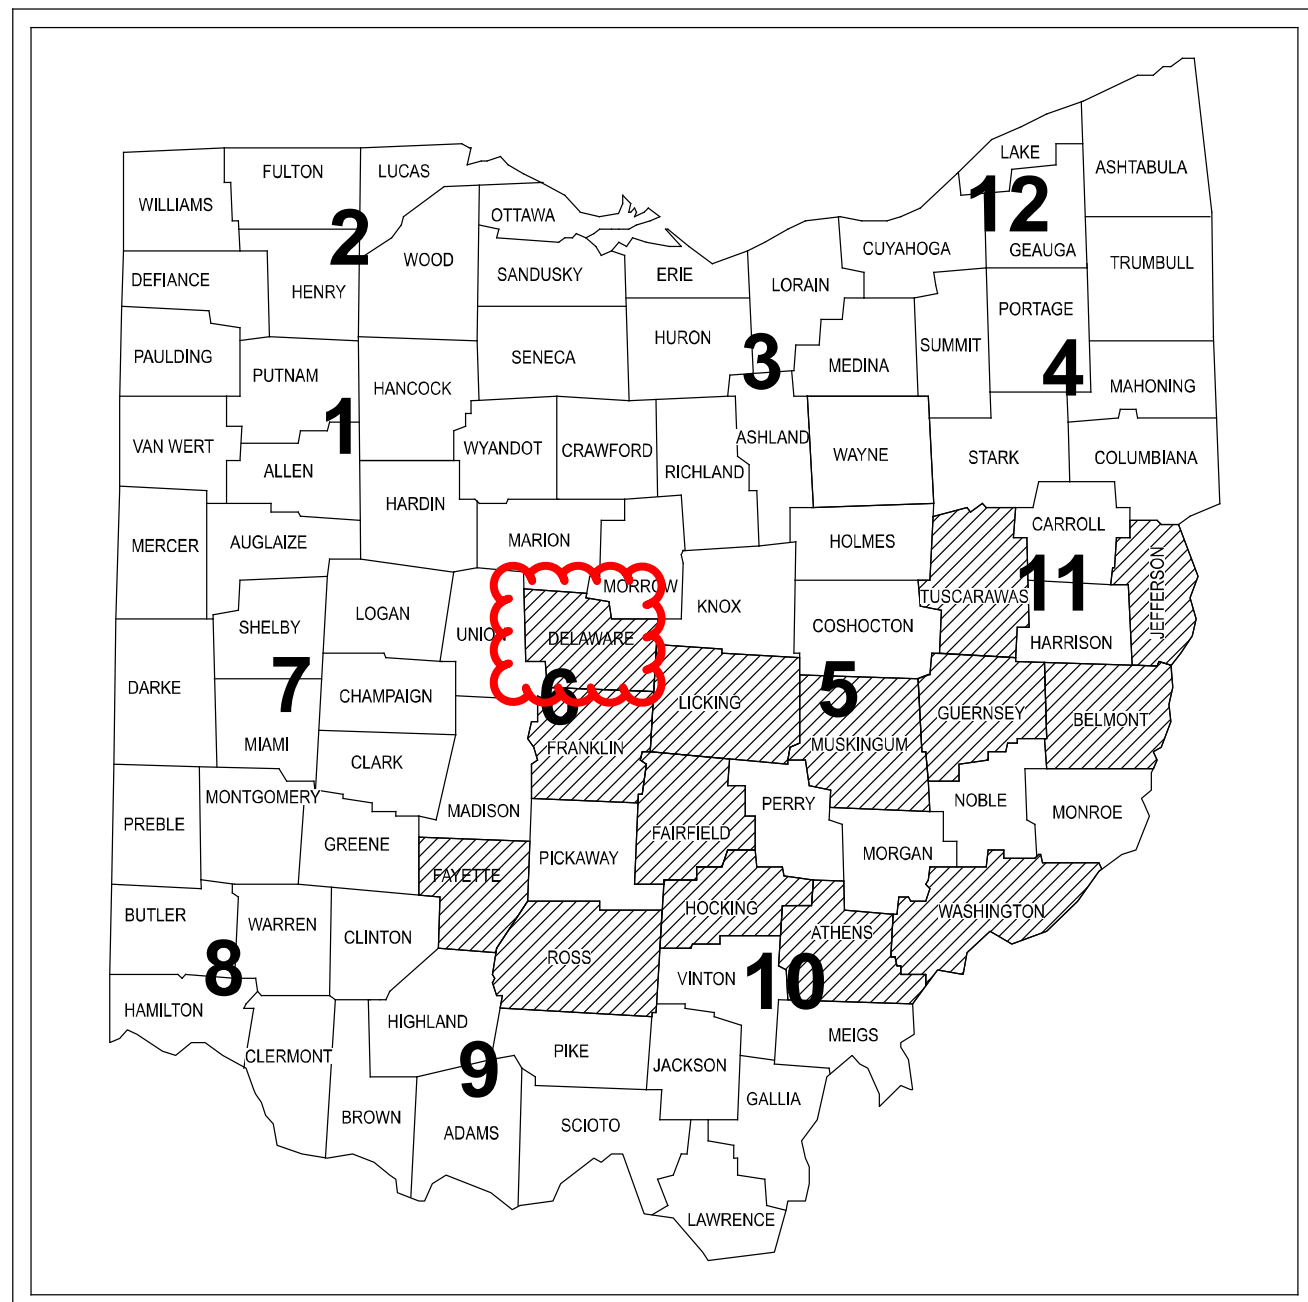 LAKE
ASHTABULA
FULTON
LUCAS
WILLIAMS
12
OTTAWA
2
CUYAHOGA
GEAUGA
WOOD
TRUMBULL
DEFIANCE
SANDUSKY
ERIE
LORAIN
HENRY
PORTAGE
HURON
SUMMIT
PAULDING
SENECA
3
MEDINA
4
PUTNAM
HANCOCK
MAHONING
1
ASHLAND
VAN WERT
WYANDOT
CRAWFORD
WAYNE
STARK
COLUMBIANA
ALLEN
RICHLAND
HARDIN
CARROLL
MERCER
AUGLAIZE
MARION
HOLMES
11
JEFFERSON
MORROW
TUSCARAWAS
KNOX
LOGAN
SHELBY
UNION
DELAWARE
COSHOCTON
HARRISON
DARKE
7
CHAMPAIGN
6
LICKING
5
GUERNSEY
BELMONT
MIAMI
FRANKLIN
MUSKINGUM
CLARK
MONTGOMERY
MADISON
PERRY
NOBLE
MONROE
PREBLE
FAIRFIELD
GREENE
PICKAWAY
MORGAN
FAYETTE
BUTLER
WARREN
HOCKING
WASHINGTON
CLINTON
ATHENS
8
ROSS
VINTON
10
HAMILTON
HIGHLAND
MEIGS
CLERMONT
9
PIKE
JACKSON
GALLIA
BROWN
ADAMS
SCIOTO
LAWRENCE